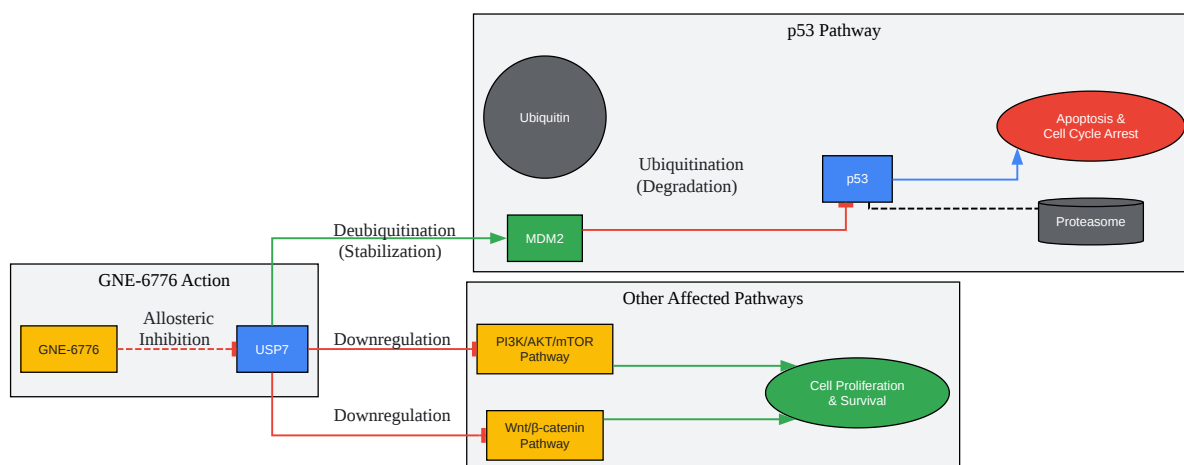 p53 Pathway
Ubiquitin
Apoptosis &
Cell Cycle Arrest
Ubiquitination
(Degradation)
p53
Proteasome
Deubiquitination
(Stabilization)
MDM2
GNE-6776 Action
Allosteric
Inhibition
GNE-6776
USP7
Other Affected Pathways
Downregulation
PI3K/AKT/mTOR
Pathway
Cell Proliferation
& Survival
Downregulation
Wnt/β-catenin
Pathway